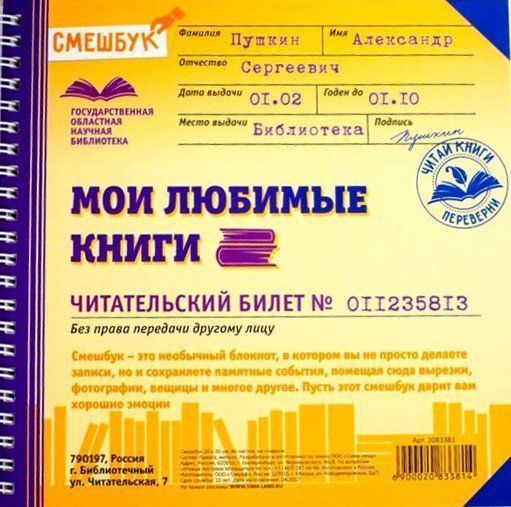 СМЕШБУК
Фамилия Пушкин Имя Александр
Отчество Сергеевич
Дата выдачи 01.02 Годен до 01.10
Место выдачи Библиотека Подпись
Пушкин
ГОСУДАРСТВЕННАЯ
ОБЛАСТНАЯ
НАУЧНАЯ
БИБЛИОТЕКА
ЧИТАЙ КНИГИ
ПЕРЕВЕРНИ
МОИ ЛЮБИМЫЕ
КНИГИ
ЧИТАТЕЛЬСКИЙ БИЛЕТ № 011235813
Без права передачи другому лицу
Смешбук – это необычный блокнот, в котором вы не просто делаете
записи, но и сохраняете памятные события, помещая сюда вырезки,
фотографии, вещицы и многое другое. Пусть этот смешбук дарит вам
хорошие эмоции
790197, Россия
г. Библиотечный
ул. Читательская, 7
Арт. 2083381
6900020833814